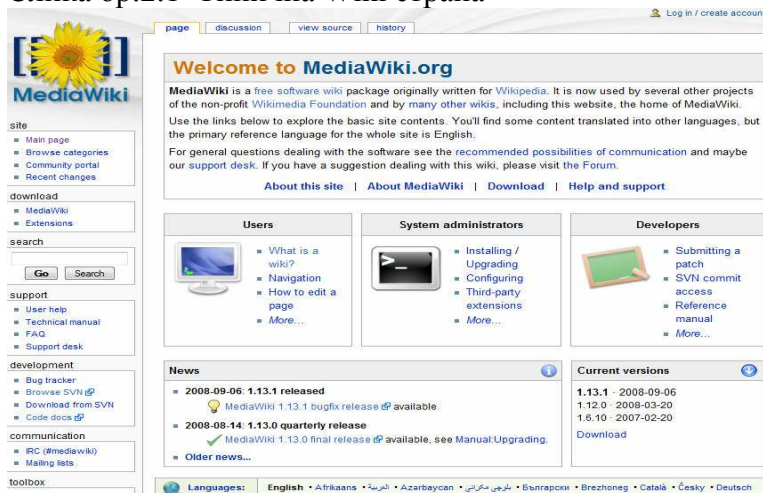 page discussion view source history
Log in / create accoun
MediaWiki
site
Main page
Browse categories
Community portal
Recent changes
download
MediaWiki
Extensions
search
Go Search
support
User help
Technical manual
FAQ
Support desk
development
Bug tracker
Browse SVN
Download from SVN
Code docs
communication
IRC (#mediawiki)
Mailing lists
toolbox
Welcome to MediaWiki.org
MediaWiki is a free software wiki package originally written for Wikipedia. It is now used by several other projects
of the non-profit Wikimedia Foundation and by many other wikis, including this website, the home of MediaWiki.
Use the links below to explore the basic site contents. You'll find some content translated into other languages, but
the primary reference language for the whole site is English.
For general questions dealing with the software see the recommended possibilities of communication and maybe
our support desk. If you have a suggestion dealing with this wiki, please visit the Forum.
About this site | About MediaWiki | Download | Help and support
Users
What is a
wiki?
Navigation
How to edit a
page
More...
System administrators
Installing /
Upgrading
Configuring
Third-party
extensions
More...
Developers
Submitting a
patch
SVN commit
access
Reference
manual
More...
News
2008-09-06: 1.13.1 released
MediaWiki 1.13.1 bugfix release available
2008-08-14: 1.13.0 quarterly release
MediaWiki 1.13.0 final release available, see Manual:Upgrading.
Older news...
Current versions
1.13.1 · 2008-09-06
1.12.0 · 2008-03-20
1.6.10 · 2007-02-20
Download
Languages: English • Afrikaans • العربية • Azərbaycan • بلوچی مکرانی • Български • Brezhoneg • Català • Česky • Deutsch